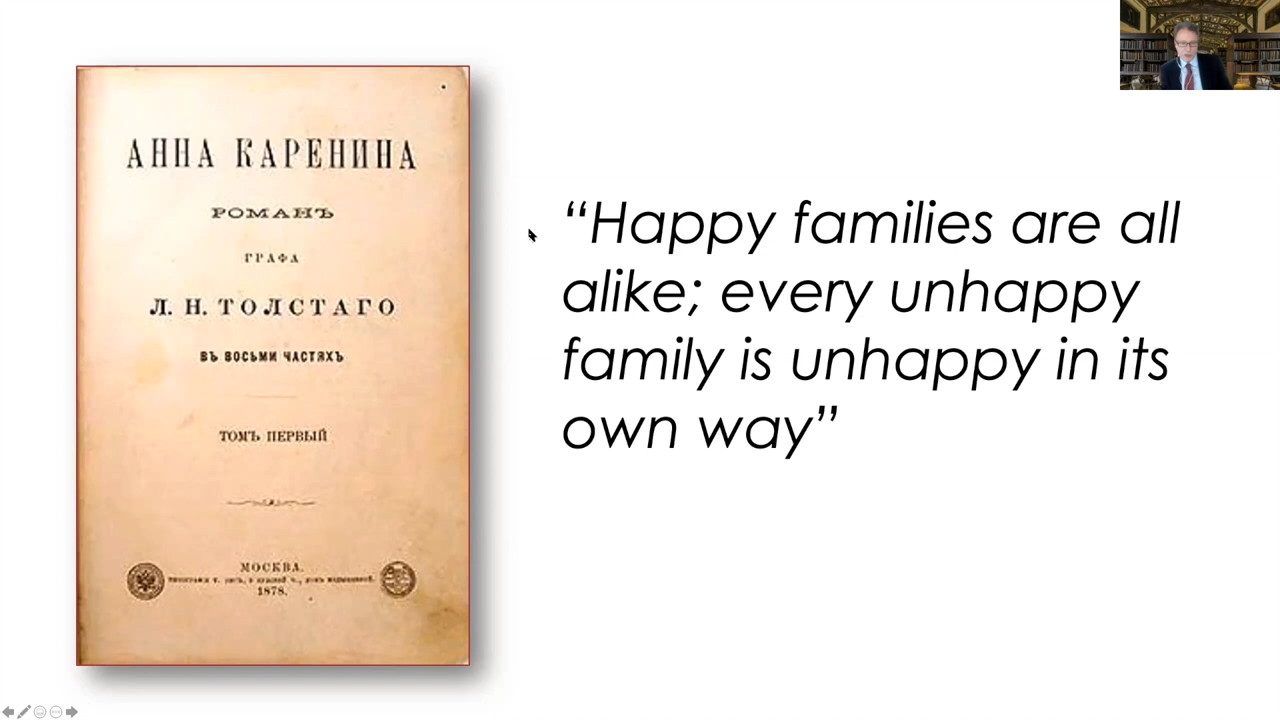 АННА КАРЕНИНА
РОМАНЪ
ГРАФА
Л. Н. ТОЛСТАГО
ВЪ ВОСЬМИ ЧАСТЯХЪ
ТОМЪ ПЕРВЫЙ
МОСКВА.
1878.
“Happy families are all
alike; every unhappy
family is unhappy in its
own way”